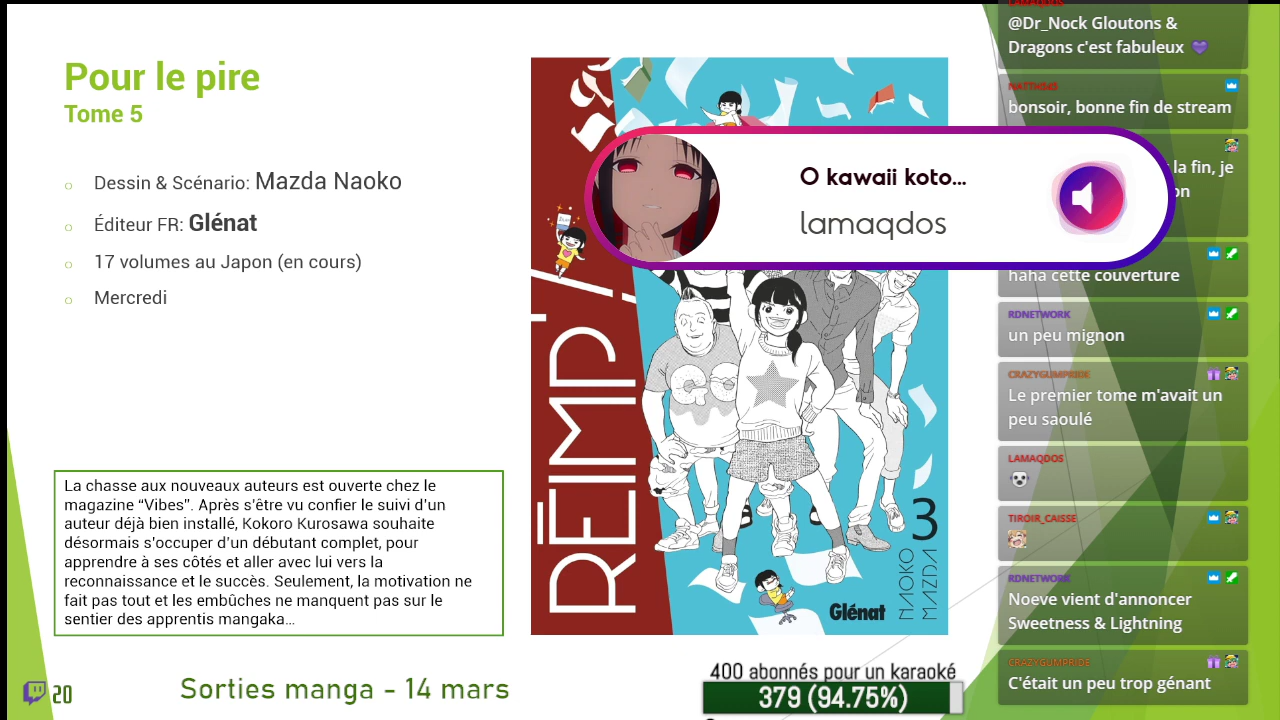 Pour le pire
Tome 5
Dessin & Scénario: Mazda Naoko
Éditeur FR: Glénat
17 volumes au Japon (en cours)
Mercredi
La chasse aux nouveaux auteurs est ouverte chez le
magazine “Vibes”. Après s’être vu confier le suivi d’un
auteur déjà bien installé, Kokoro Kurosawa souhaite
désormais s’occuper d’un débutant complet, pour
apprendre à ses côtés et aller avec lui vers la
reconnaissance et le succès. Seulement, la motivation ne
fait pas tout et les embûches ne manquent pas sur le
sentier des apprentis mangaka…
20
Sorties manga - 14 mars
RĒIMP'!
3
NAOKO
MAZDA
Glénat
O kawaii koto...
lamaqdos
400 abonnés pour un karaoké
379 (94.75%)
LAMAQDOS
@Dr_Nock Gloutons &
Dragons c'est fabuleux
bonsoir, bonne fin de stream
la fin, je
on
haha cette couverture
RDNETWORK
un peu mignon
CRAZYGUMPRIDE
Le premier tome m'avait un
peu saoulé
LAMAQDOS
TIROIR_CAISSE
RDNETWORK
Noeve vient d'annoncer
Sweetness & Lightning
CRAZYGUMPRIDE
C'était un peu trop génant